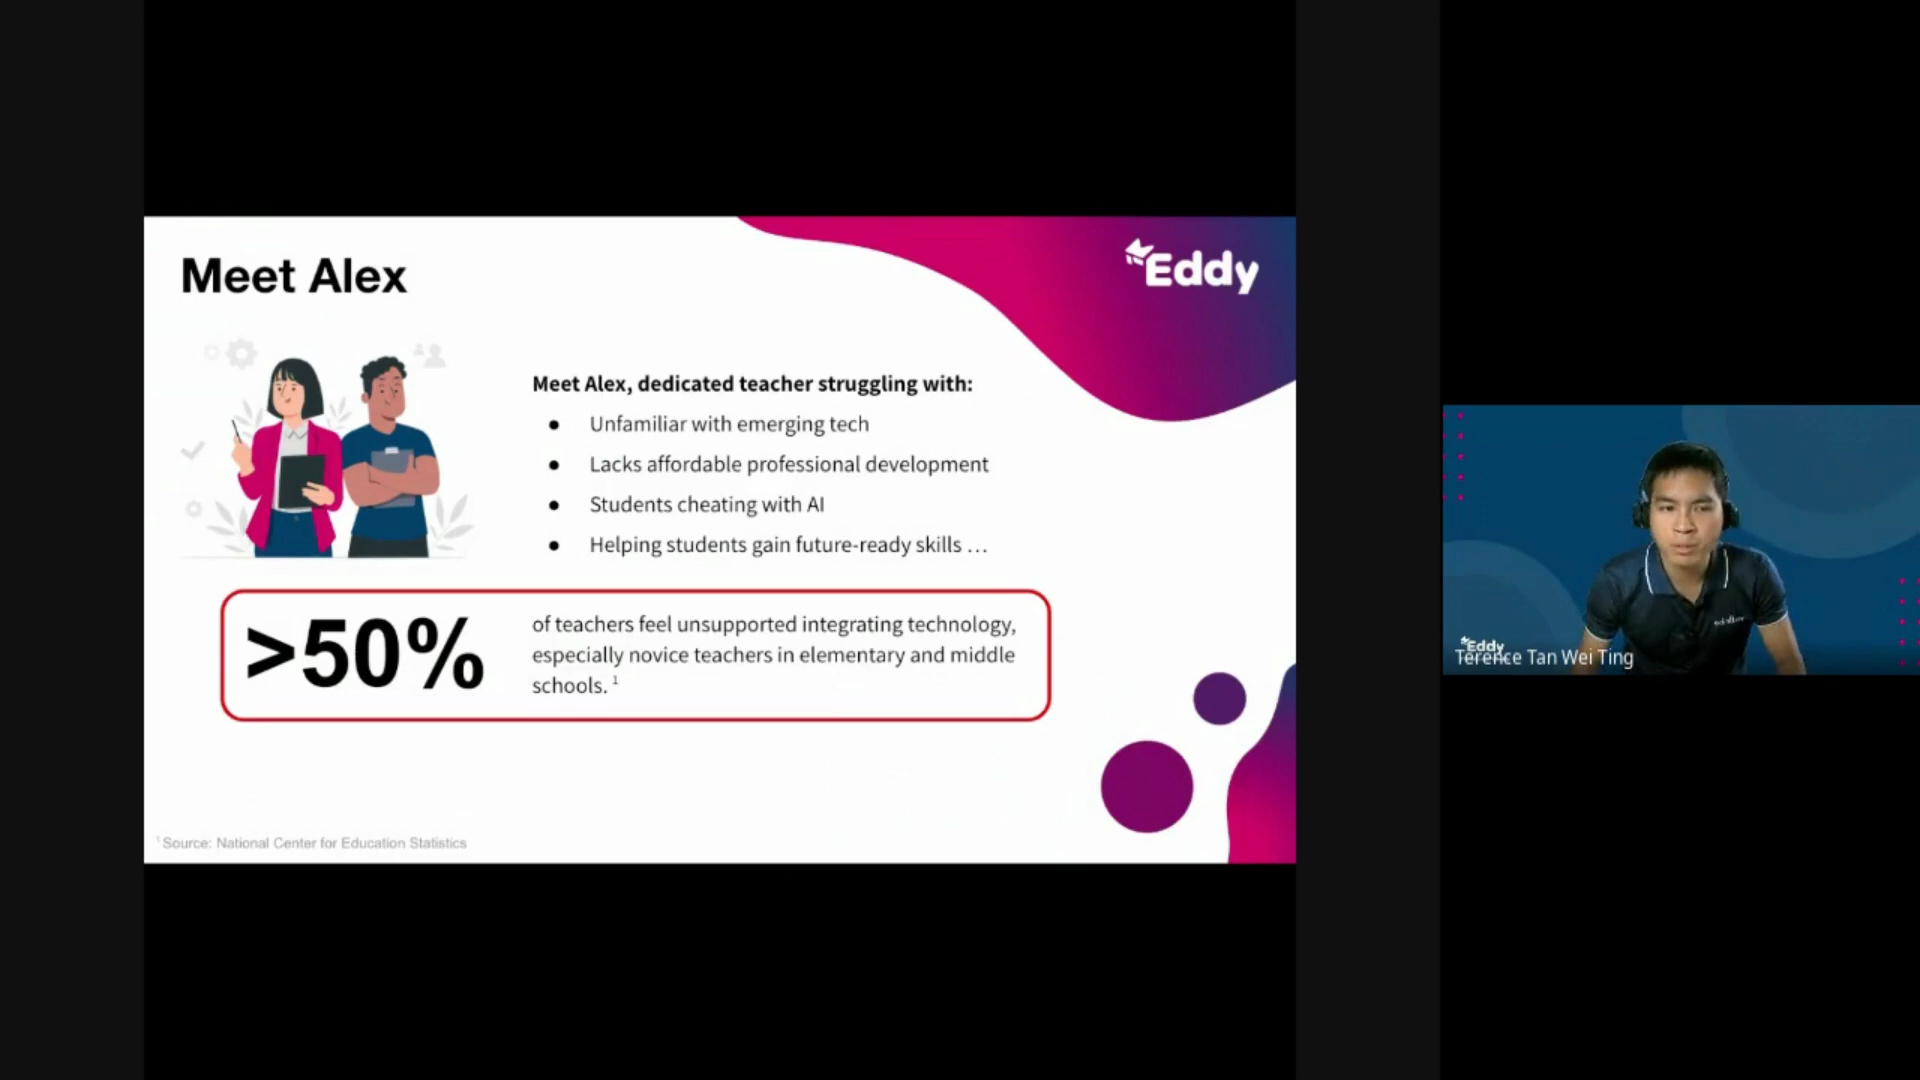 Meet Alex
Eddy
Meet Alex, dedicated teacher struggling with:
● Unfamiliar with emerging tech
● Lacks affordable professional development
● Students cheating with AI
● Helping students gain future-ready skills …
>50%
of teachers feel unsupported integrating technology,
especially novice teachers in elementary and middle
schools. 1
1 Source: National Center for Education Statistics
Eddy
Terence Tan Wei Ting